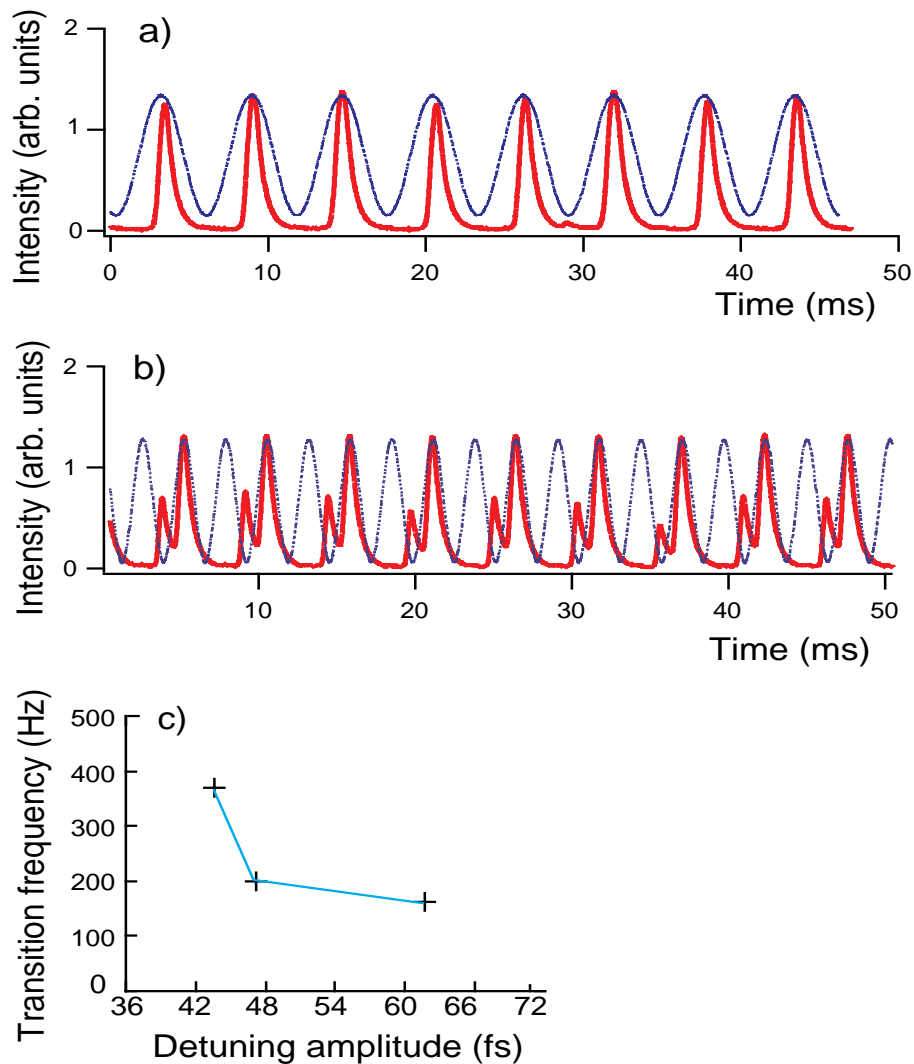 a)
Intensity (arb. units)
2
1
0
0 10 20 30 40 50
Time (ms)
b)
Intensity (arb. units)
2
1
0
10 20 30 40 50
Time (ms)
c)
Transition frequency (Hz)
500
400
300
200
100
0
36 42 48 54 60 66 72
Detuning amplitude (fs)